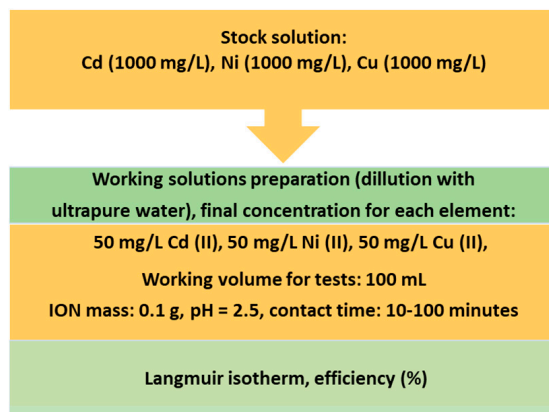 Stock solution:
Cd (1000 mg/L), Ni (1000 mg/L), Cu (1000 mg/L)
Working solutions preparation (dillution with
ultrapure water), final concentration for each element:
50 mg/L Cd (II), 50 mg/L Ni (II), 50 mg/L Cu (II),
Working volume for tests: 100 mL
ION mass: 0.1 g, pH = 2.5, contact time: 10-100 minutes
Langmuir isotherm, efficiency (%)